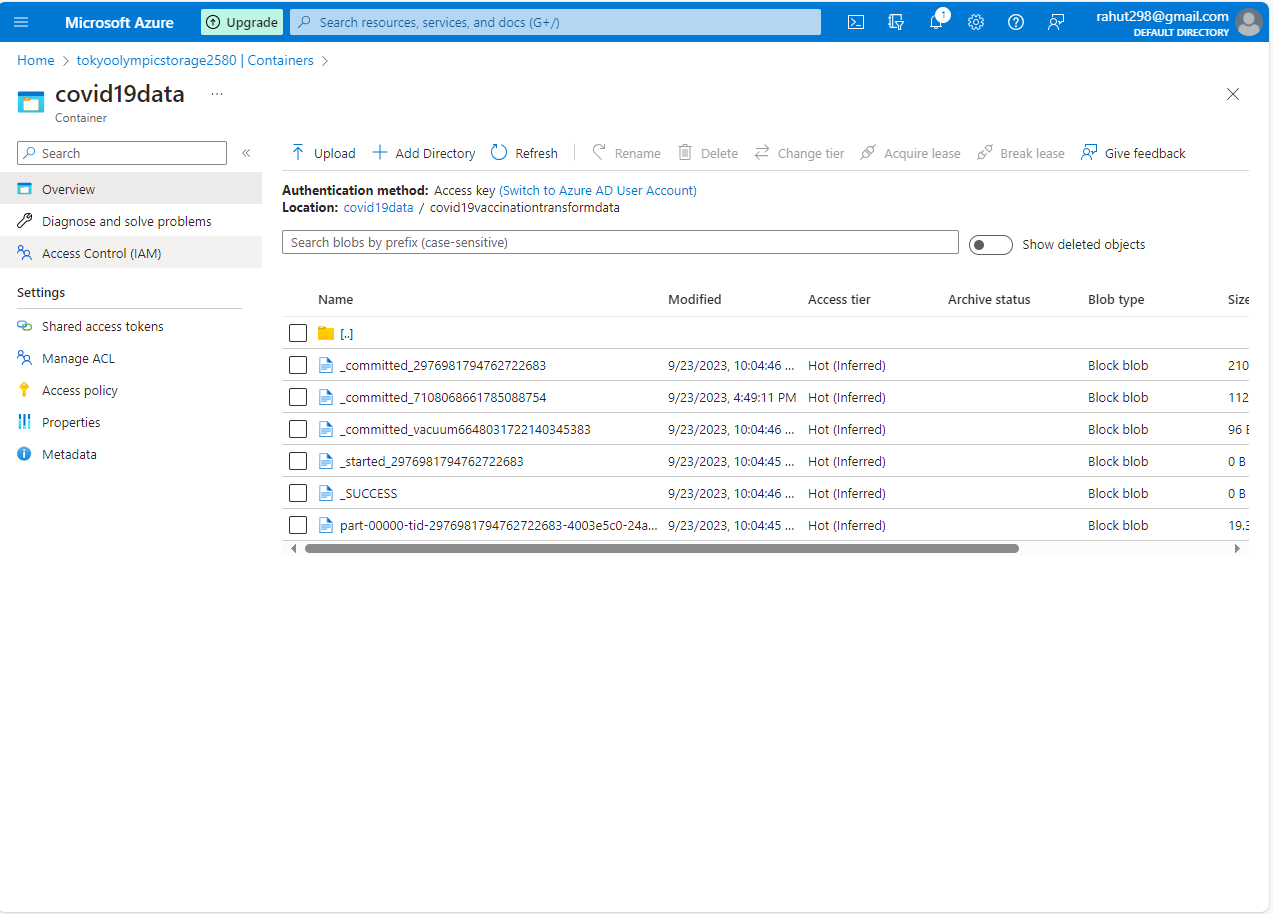 Microsoft Azure
Upgrade
Search resources, services, and docs (G+/)
1
rahut298@gmail.com
DEFAULT DIRECTORY
Home > tokyoolympicstorage2580 | Containers >
covid19data ...
Container
Search
«
Upload
Add Directory
Refresh
Rename
Delete
Change tier
Acquire lease
Break lease
Give feedback
Overview
Diagnose and solve problems
Access Control (IAM)
Settings
Shared access tokens
Manage ACL
Access policy
Properties
Metadata
Authentication method: Access key (Switch to Azure AD User Account)
Location: covid19data / covid19vaccinationtransformdata
Search blobs by prefix (case-sensitive)
Show deleted objects
Name Modified Access tier Archive status Blob type Size
[..]
_committed_2976981794762722683 9/23/2023, 10:04:46 ... Hot (Inferred) Block blob 210
_committed_7108068661785088754 9/23/2023, 4:49:11 PM Hot (Inferred) Block blob 112
_committed_vacuum6648031722140345383 9/23/2023, 10:04:46 ... Hot (Inferred) Block blob 96
_started_2976981794762722683 9/23/2023, 10:04:45 ... Hot (Inferred) Block blob 0 B
_SUCCESS 9/23/2023, 10:04:46 ... Hot (Inferred) Block blob 0 B
part-00000-tid-2976981794762722683-4003e5c0-24a... 9/23/2023, 10:04:45 ... Hot (Inferred) Block blob 19.3